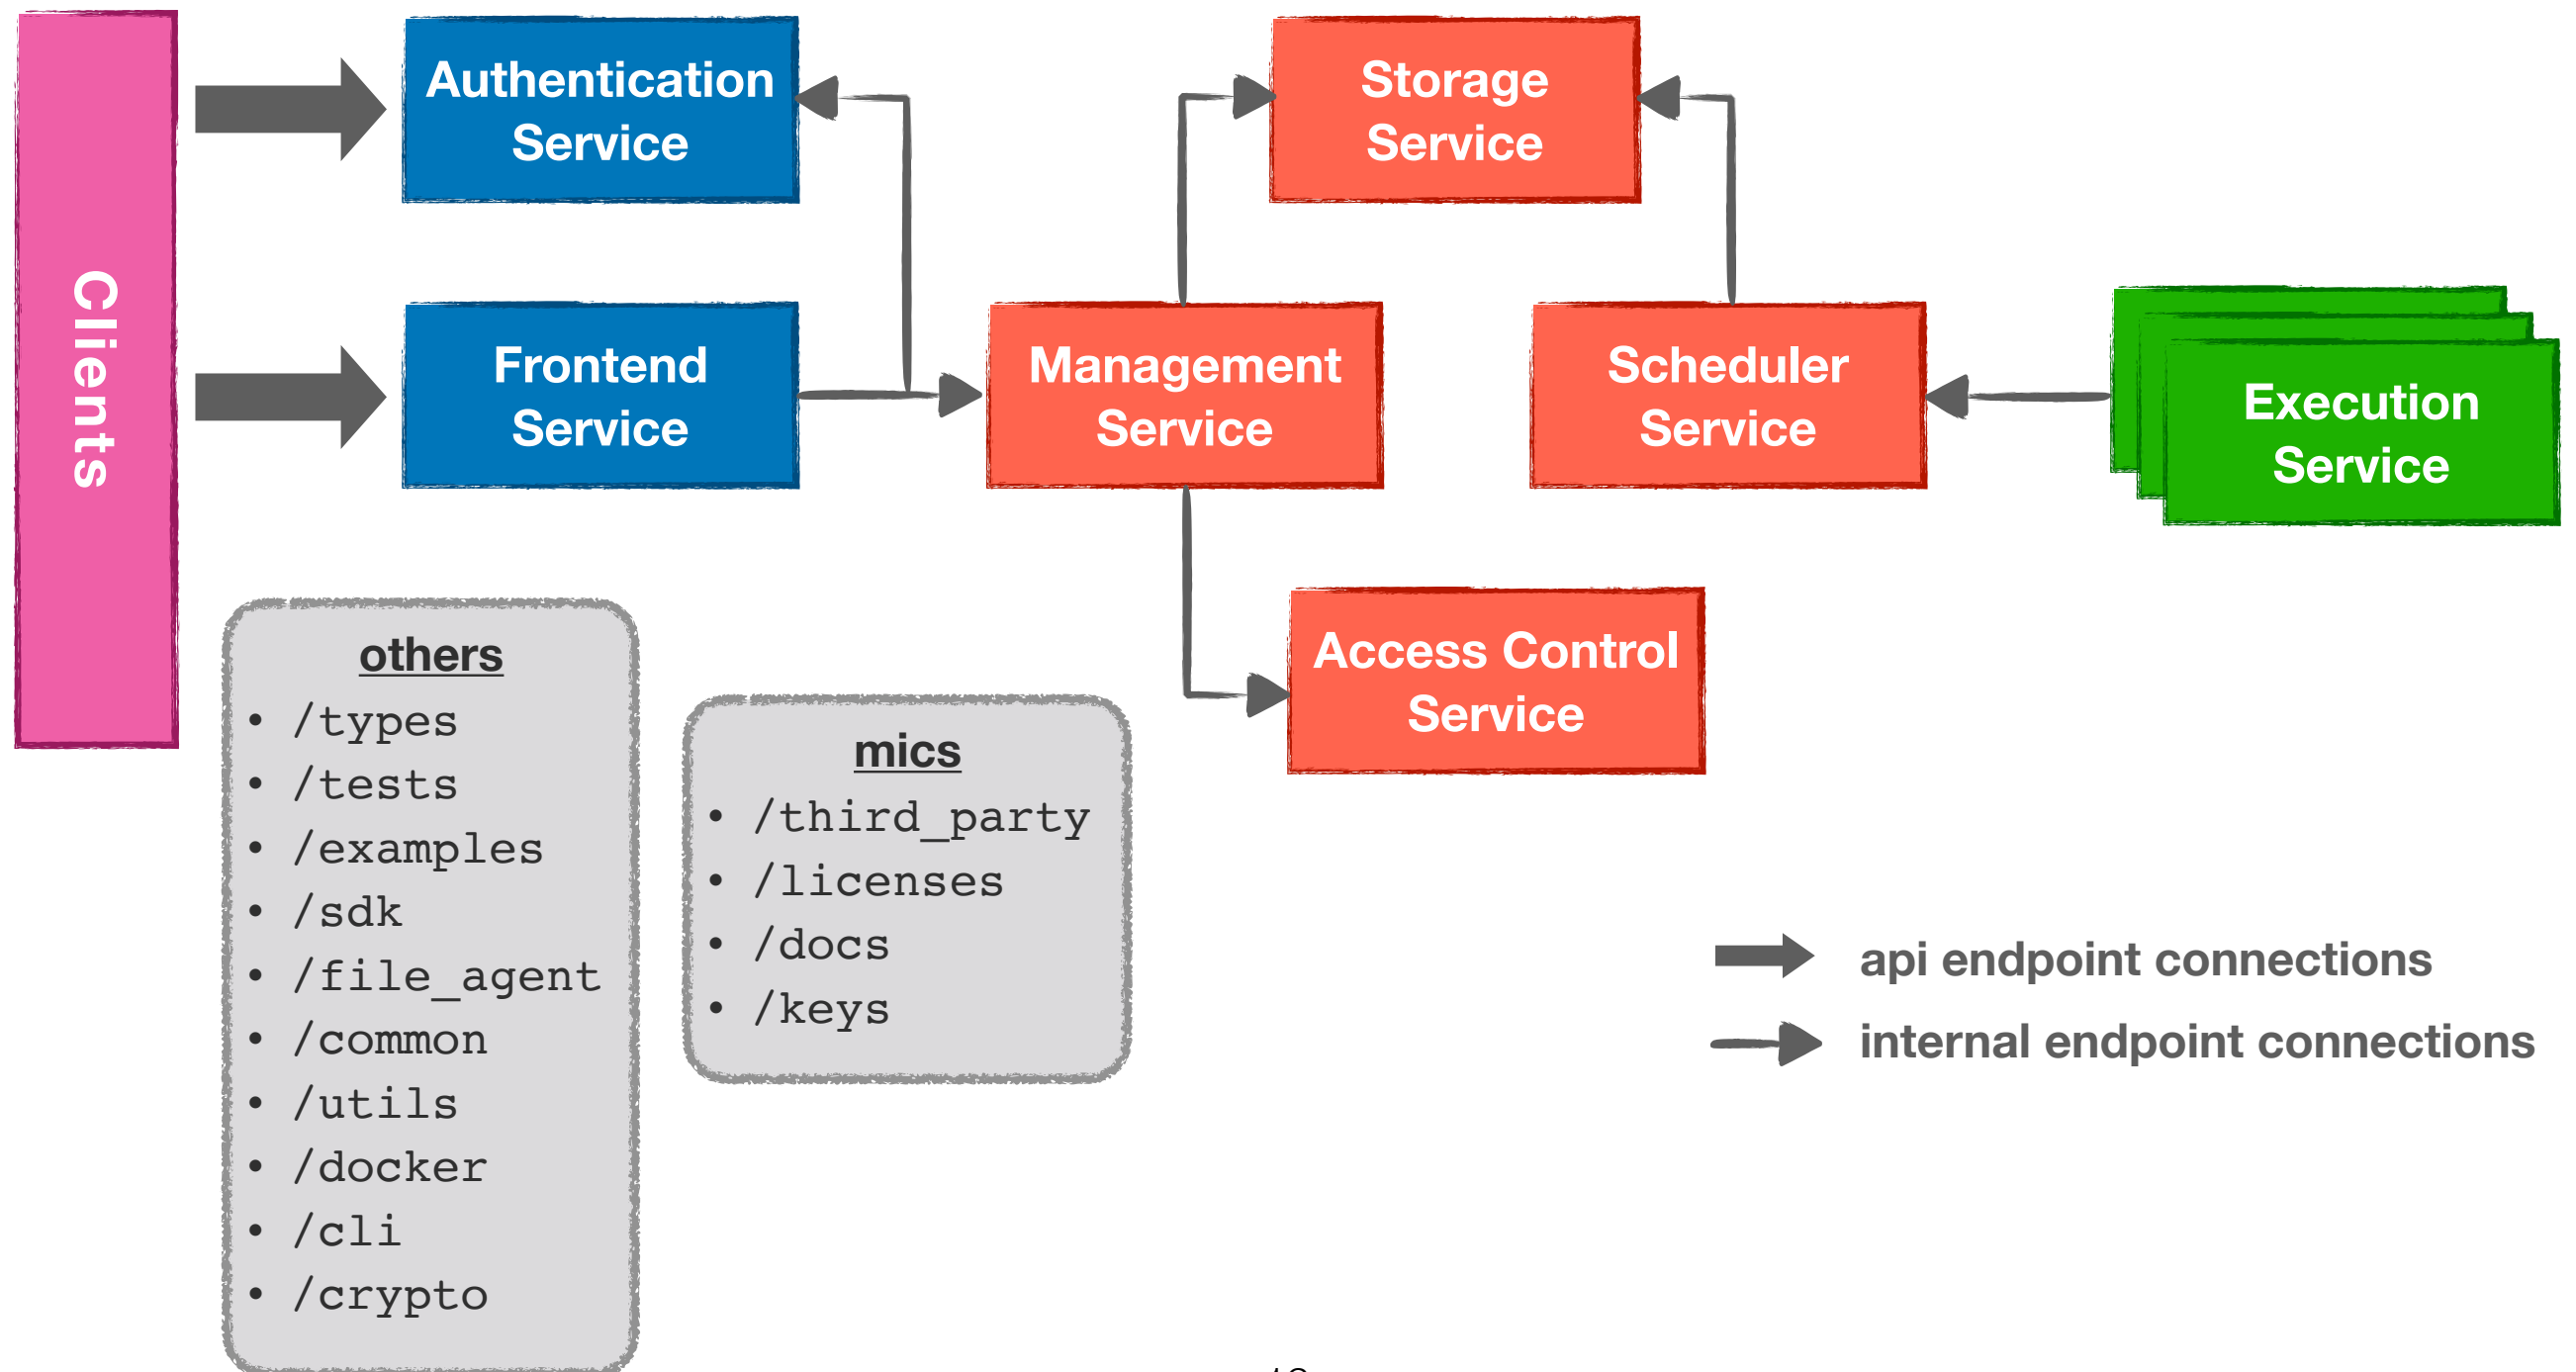 Clients
Authentication
Service
Storage
Service
Frontend
Service
Management
Service
Scheduler
Service
Execution
Service
Access Control
Service
others
• /types
• /tests
• /examples
• /sdk
• /file_agent
• /common
• /utils
• /docker
• /cli
• /crypto
mics
• /third_party
• /licenses
• /docs
• /keys
api endpoint connections
internal endpoint connections